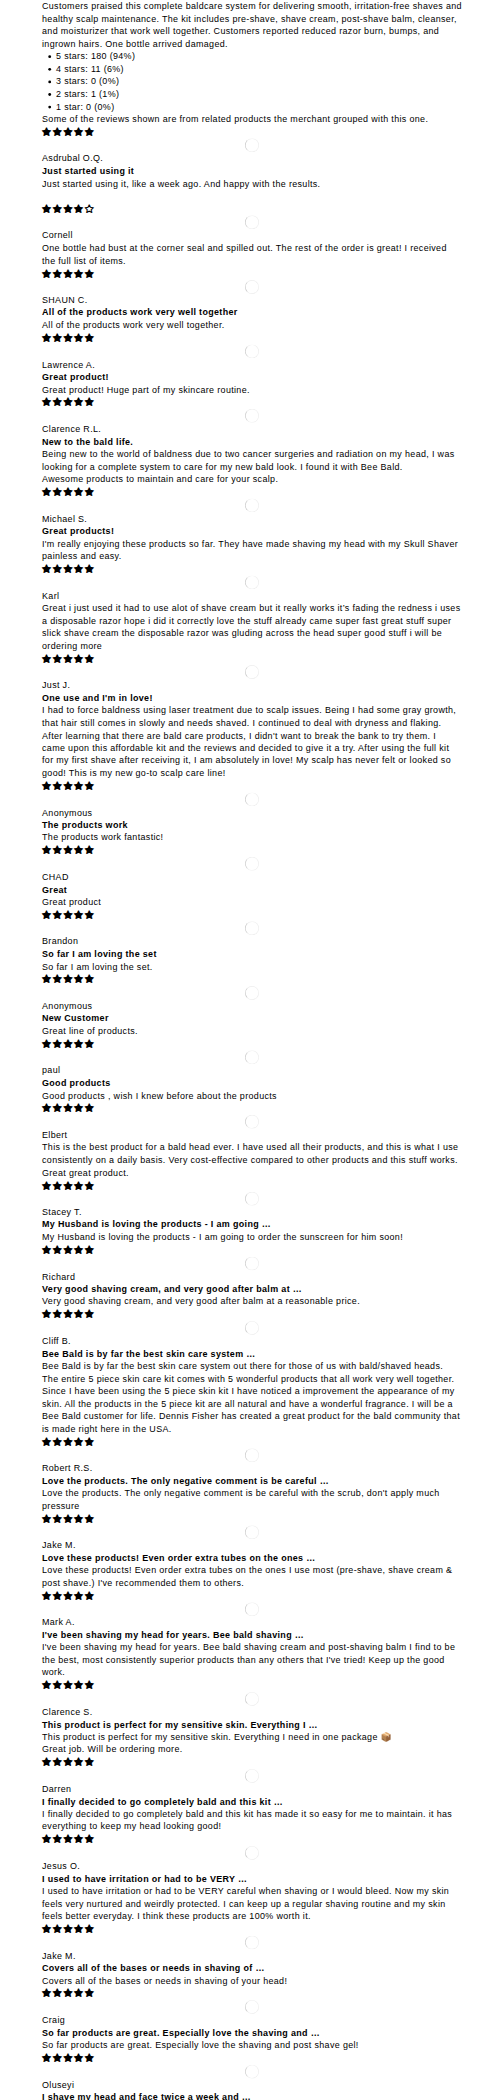 Customers praised this complete baldcare system for delivering smooth, irritation-free shaves and
healthy scalp maintenance. The kit includes pre-shave, shave cream, post-shave balm, cleanser,
and moisturizer that work well together. Customers reported reduced razor burn, bumps, and
ingrown hairs. One bottle arrived damaged.
• 5 stars: 180 (94%)
• 4 stars: 11 (6%)
• 3 stars: 0 (0%)
• 2 stars: 1 (1%)
• 1 star: 0 (0%)
Some of the reviews shown are from related products the merchant grouped with this one.
★★★★★
Asdrubal O.Q.
Just started using it
Just started using it, like a week ago. And happy with the results.
★★★★☆
Cornell
One bottle had bust at the corner seal and spilled out. The rest of the order is great! I received
the full list of items.
★★★★★
SHAUN C.
All of the products work very well together
All of the products work very well together.
★★★★★
Lawrence A.
Great product!
Great product! Huge part of my skincare routine.
★★★★★
Clarence R.L.
New to the bald life.
Being new to the world of baldness due to two cancer surgeries and radiation on my head, I was
looking for a complete system to care for my new bald look. I found it with Bee Bald.
Awesome products to maintain and care for your scalp.
★★★★★
Michael S.
Great products!
I'm really enjoying these products so far. They have made shaving my head with my Skull Shaver
painless and easy.
★★★★★
Karl
Great i just used it had to use alot of shave cream but it really works it's fading the redness i uses
a disposable razor hope i did it correctly love the stuff already came super fast great stuff super
slick shave cream the disposable razor was gluding across the head super good stuff i will be
ordering more
★★★★★
Just J.
One use and I'm in love!
I had to force baldness using laser treatment due to scalp issues. Being I had some gray growth,
that hair still comes in slowly and needs shaved. I continued to deal with dryness and flaking.
After learning that there are bald care products, I didn't want to break the bank to try them. I
came upon this affordable kit and the reviews and decided to give it a try. After using the full kit
for my first shave after receiving it, I am absolutely in love! My scalp has never felt or looked so
good! This is my new go-to scalp care line!
★★★★★
Anonymous
The products work
The products work fantastic!
★★★★★
CHAD
Great
Great product
★★★★★
Brandon
So far I am loving the set
So far I am loving the set.
★★★★★
Anonymous
New Customer
Great line of products.
★★★★★
paul
Good products
Good products , wish I knew before about the products
★★★★★
Elbert
This is the best product for a bald head ever. I have used all their products, and this is what I use
consistently on a daily basis. Very cost-effective compared to other products and this stuff works.
Great great product.
★★★★★
Stacey T.
My Husband is loving the products - I am going ...
My Husband is loving the products - I am going to order the sunscreen for him soon!
★★★★★
Richard
Very good shaving cream, and very good after balm at ...
Very good shaving cream, and very good after balm at a reasonable price.
★★★★★
Cliff B.
Bee Bald is by far the best skin care system ...
Bee Bald is by far the best skin care system out there for those of us with bald/shaved heads.
The entire 5 piece skin care kit comes with 5 wonderful products that all work very well together.
Since I have been using the 5 piece skin kit I have noticed a improvement the appearance of my
skin. All the products in the 5 piece kit are all natural and have a wonderful fragrance. I will be a
Bee Bald customer for life. Dennis Fisher has created a great product for the bald community that
is made right here in the USA.
★★★★★
Robert R.S.
Love the products. The only negative comment is be careful ...
Love the products. The only negative comment is be careful with the scrub, don't apply much
pressure
★★★★★
Jake M.
Love these products! Even order extra tubes on the ones ...
Love these products! Even order extra tubes on the ones I use most (pre-shave, shave cream &
post shave.) I've recommended them to others.
★★★★★
Mark A.
I've been shaving my head for years. Bee bald shaving ...
I've been shaving my head for years. Bee bald shaving cream and post-shaving balm I find to be
the best, most consistently superior products than any others that I've tried! Keep up the good
work.
★★★★★
Clarence S.
This product is perfect for my sensitive skin. Everything I ...
This product is perfect for my sensitive skin. Everything I need in one package 📦
Great job. Will be ordering more.
★★★★★
Darren
I finally decided to go completely bald and this kit ...
I finally decided to go completely bald and this kit has made it so easy for me to maintain. it has
everything to keep my head looking good!
★★★★★
Jesus O.
I used to have irritation or had to be VERY ...
I used to have irritation or had to be VERY careful when shaving or I would bleed. Now my skin
feels very nurtured and weirdly protected. I can keep up a regular shaving routine and my skin
feels better everyday. I think these products are 100% worth it.
★★★★★
Jake M.
Covers all of the bases or needs in shaving of ...
Covers all of the bases or needs in shaving of your head!
★★★★★
Craig
So far products are great. Especially love the shaving and ...
So far products are great. Especially love the shaving and post shave gel!
★★★★★
Oluseyi
I shave my head and face twice a week and ...